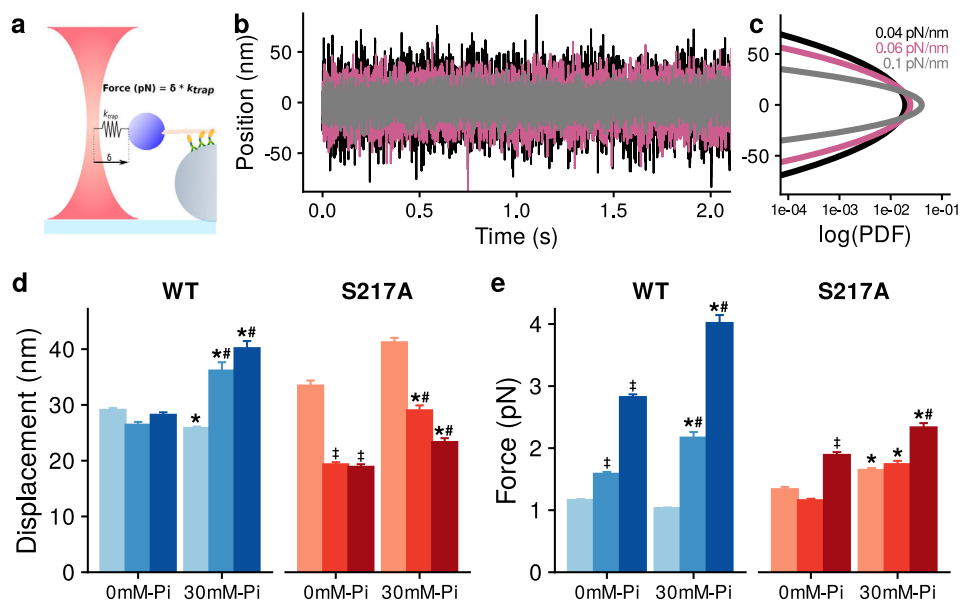 a
Force (pN) = δ * ktrap
ktrap
δ
b
Position (nm)
50
0
-50
0.0
0.5
1.0
1.5
2.0
Time (s)
c
0.04 pN/nm
0.06 pN/nm
0.1 pN/nm
50
0
-50
1e-04
1e-03
1e-02
1e-01
log(PDF)
d
WT
S217A
Displacement (nm)
40
30
20
10
0
*
*#
*#
‡
‡
*#
*#
0mM-Pi
30mM-Pi
0mM-Pi
30mM-Pi
e
WT
S217A
Force (pN)
4
3
2
1
0
‡
‡
*#
*#
‡
*
*
*#
0mM-Pi
30mM-Pi
0mM-Pi
30mM-Pi